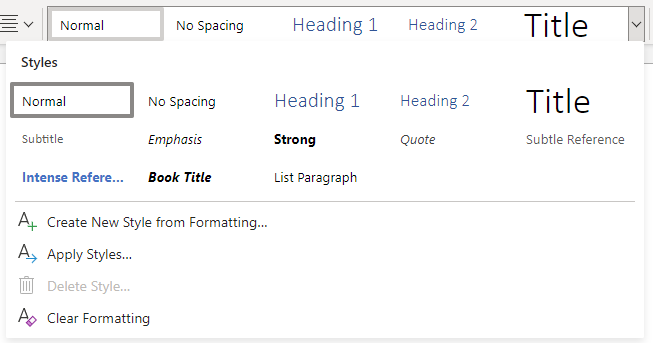 Normal No Spacing Heading 1 Heading 2 Title
Styles
Normal No Spacing Heading 1 Heading 2 Title
Subtitle Emphasis Strong Quote Subtle Reference
Intense Refere... Book Title List Paragraph
Create New Style from Formatting...
Apply Styles...
Delete Style...
Clear Formatting